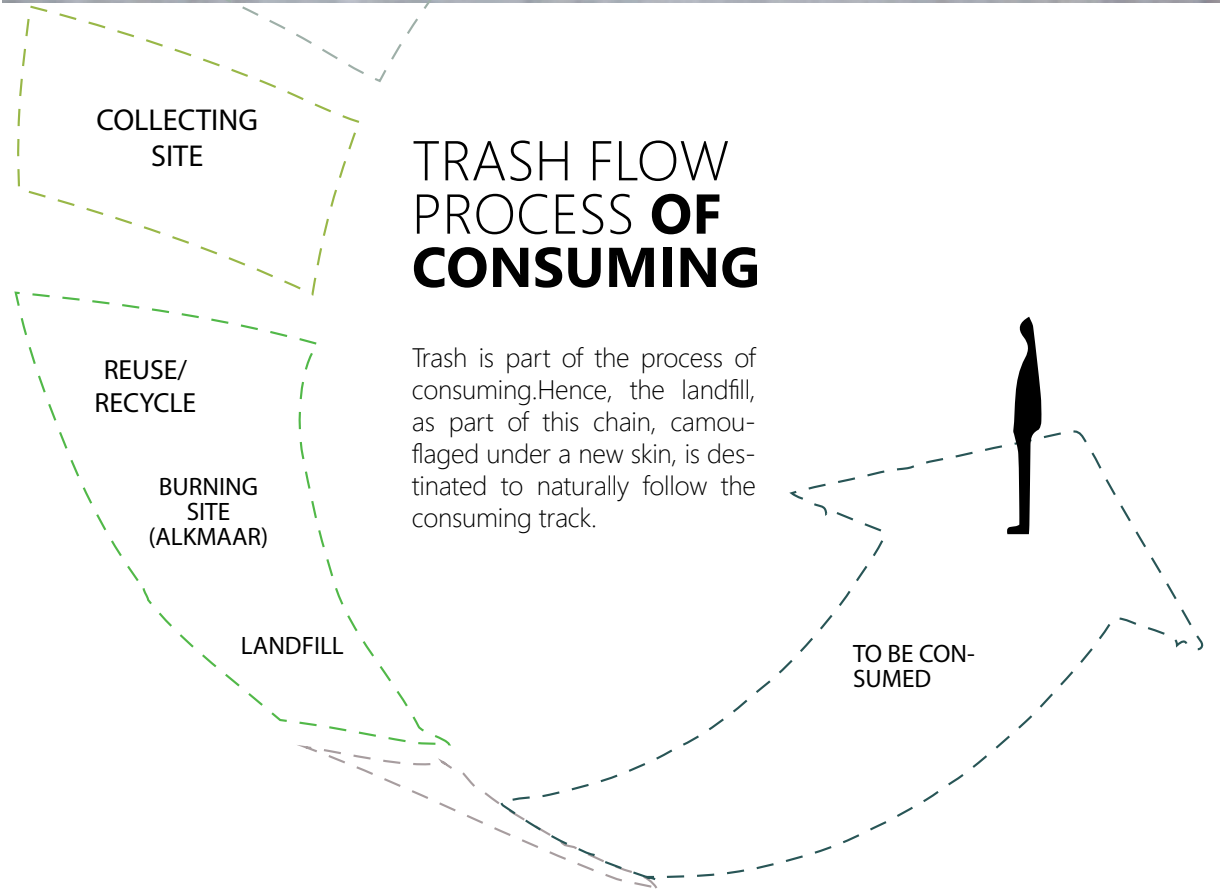 COLLECTING
SITE
TRASH FLOW
PROCESS OF
CONSUMING
Trash is part of the process of
consuming.Hence, the landfill,
as part of this chain, camou-
flaged under a new skin, is des-
tinated to naturally follow the
consuming track.
REUSE/
RECYCLE
BURNING
SITE
(ALKMAAR)
LANDFILL
TO BE CON-
SUMED